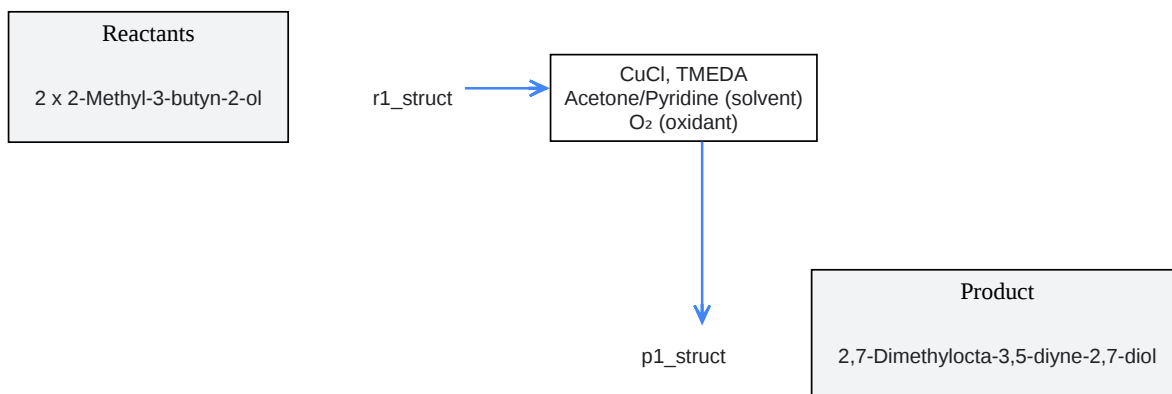 Reactants
2 x 2-Methyl-3-butyn-2-ol
r1_struct
CuCl, TMEDA
Acetone/Pyridine (solvent)
O₂ (oxidant)
p1_struct
Product
2,7-Dimethylocta-3,5-diyne-2,7-diol